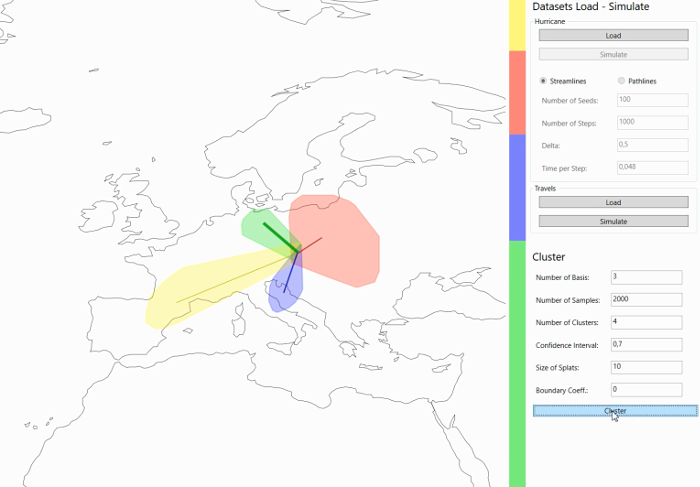 Datasets Load - Simulate
Hurricane
Load
Simulate
Streamlines Pathlines
Number of Seeds: 100
Number of Steps: 1000
Delta: 0,5
Time per Step: 0,048
Travels
Load
Simulate
Cluster
Number of Basis: 3
Number of Samples: 2000
Number of Clusters: 4
Confidence Interval: 0,7
Size of Splats: 10
Boundary Coeff.: 0
Cluster